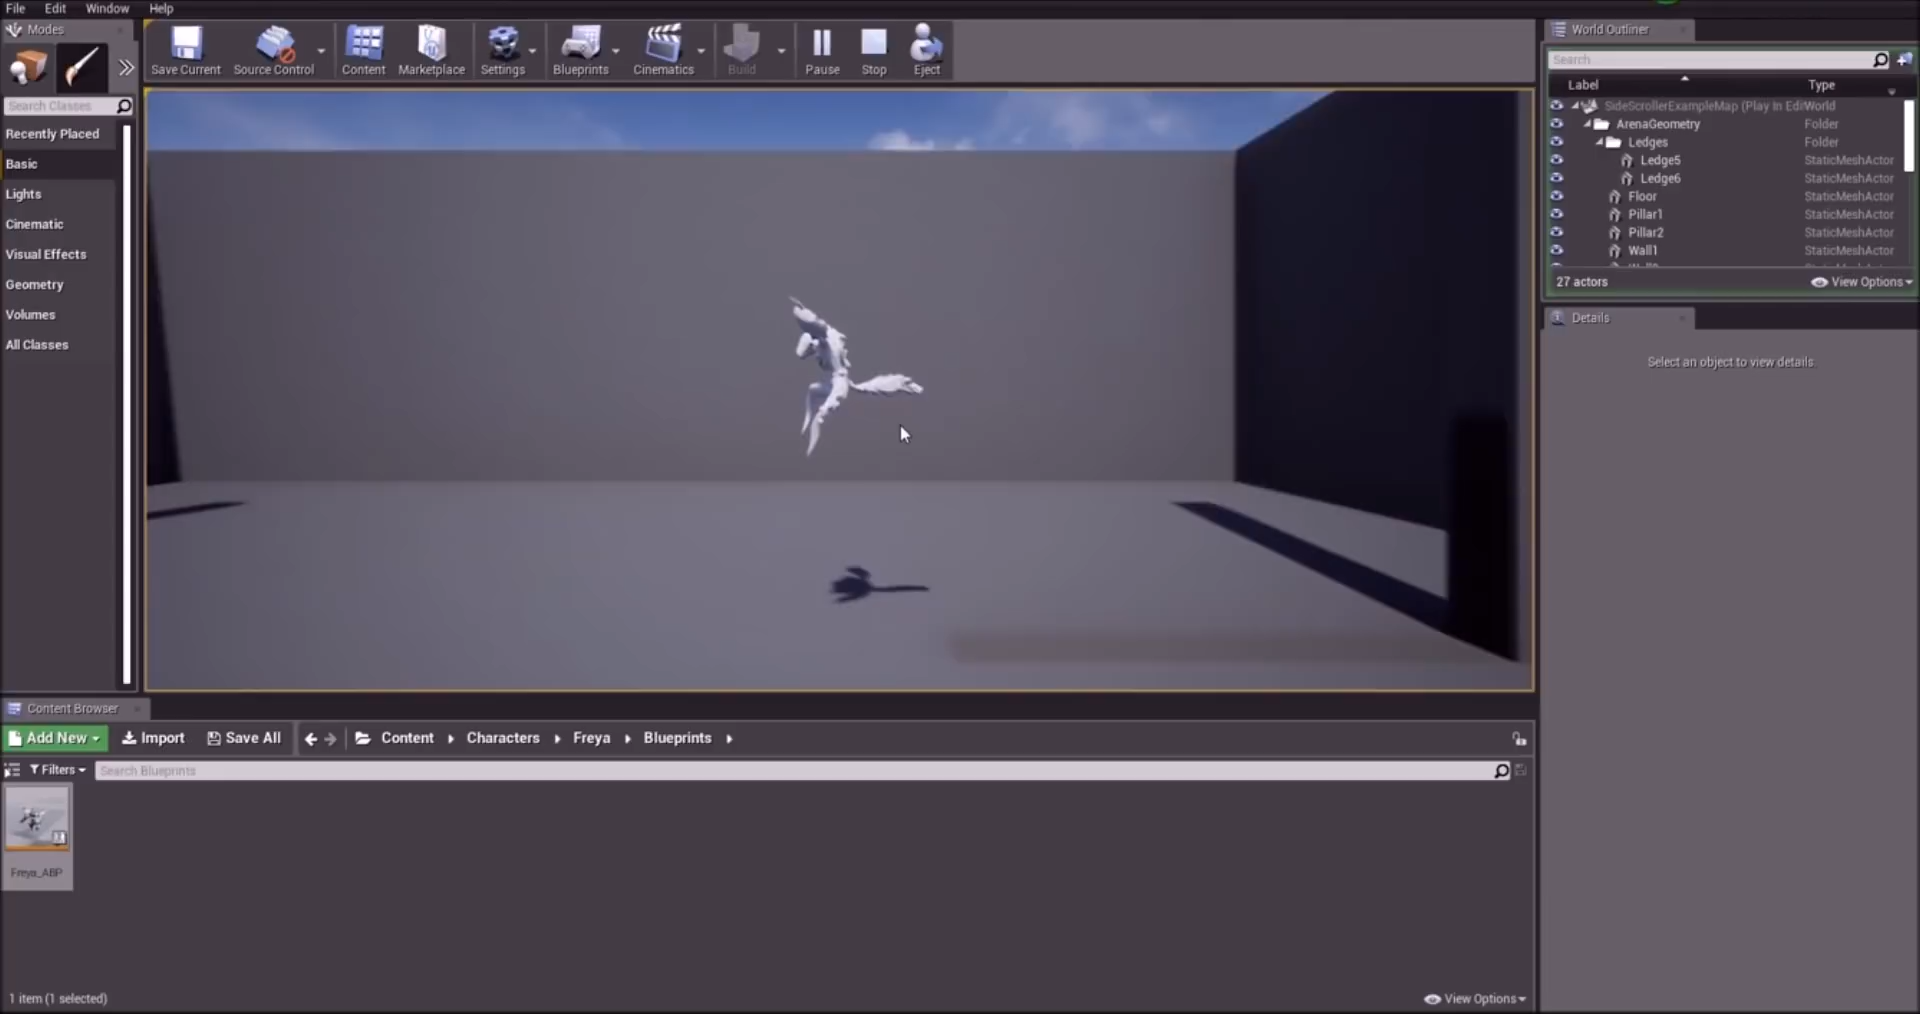 File Edit Window Help
Modes
Save Current Source Control Content Marketplace Settings Blueprints Cinematics Build Pause Stop Eject
Search Classes
Recently Placed
Basic
Lights
Cinematic
Visual Effects
Geometry
Volumes
All Classes
World Outliner
Search
Label Type
SideScrollerExampleMap (Play In Edi World
ArenaGeometry Folder
Ledges Folder
Ledge5 StaticMeshActor
Ledge6 StaticMeshActor
Floor StaticMeshActor
Pillar1 StaticMeshActor
Pillar2 StaticMeshActor
Wall1 StaticMeshActor
27 actors View Options
Details
Select an object to view details.
Content Browser
Add New Import Save All Content Characters Freya Blueprints
Filters Search Blueprints
Freya_ABP
1 item (1 selected) View Options